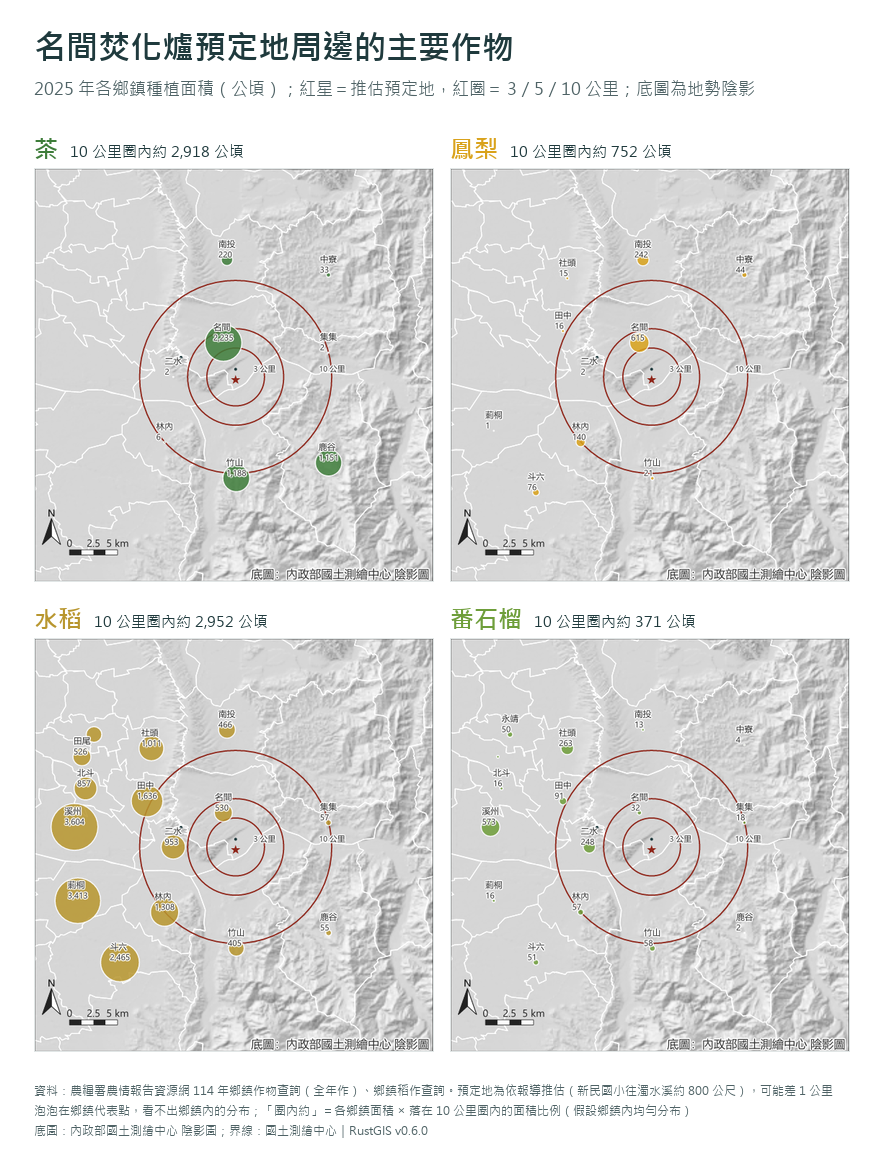 名間焚化爐預定地周邊的主要作物
2025 年各鄉鎮種植面積（公頃）；紅星＝推估預定地，紅圈＝ 3 / 5 / 10 公里；底圖為地勢陰影
茶 10 公里圈內約 2,918 公頃
南投
220
中寮
33
名間
2,235
集集
2
二水
2
3 公里
10 公里
林內
6
竹山
1,188
鹿谷
1,151
N
0 2.5 5 km
底圖：內政部國土測繪中心 陰影圖
鳳梨 10 公里圈內約 752 公頃
南投
242
社頭
15
中寮
44
田中
16
名間
615
集集
二水
2
3 公里
10 公里
莿桐
1
林內
140
竹山
21
斗六
76
N
0 2.5 5 km
底圖：內政部國土測繪中心 陰影圖
水稻 10 公里圈內約 2,952 公頃
南投
466
社頭
1,011
田尾
526
北斗
857
田中
1,636
溪州
3,604
名間
530
集集
57
二水
953
3 公里
10 公里
莿桐
3,413
林內
1,308
鹿谷
55
竹山
405
斗六
2,465
N
0 2.5 5 km
底圖：內政部國土測繪中心 陰影圖
番石榴 10 公里圈內約 371 公頃
南投
13
永靖
50
社頭
263
中寮
4
北斗
16
田中
91
溪州
573
名間
32
集集
18
二水
248
3 公里
10 公里
莿桐
16
林內
57
鹿谷
2
竹山
58
斗六
51
N
0 2.5 5 km
底圖：內政部國土測繪中心 陰影圖
資料：農糧署農情報告資源網 114 年鄉鎮作物查詢（全年作）、鄉鎮稻作查詢。預定地為依報導推估（新民國小往濁水溪約 800 公尺），可能差 1 公里
泡泡在鄉鎮代表點，看不出鄉鎮內的分布；「圈內約」＝各鄉鎮面積 × 落在 10 公里圈內的面積比例（假設鄉鎮內均勻分布）
底圖：內政部國土測繪中心 陰影圖；界線：國土測繪中心｜RustGIS v0.6.0